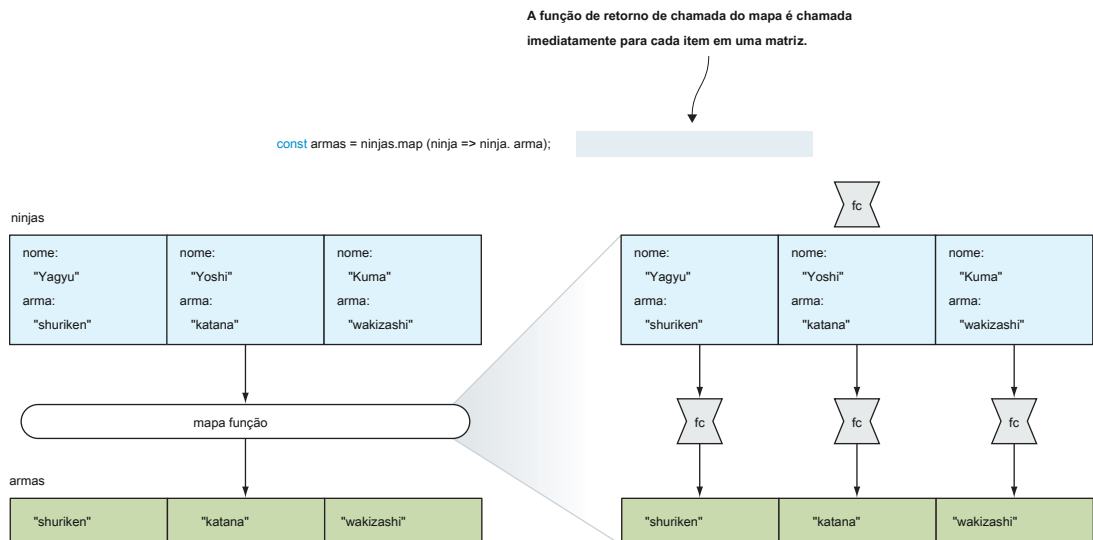 A função de retorno de chamada do mapa é chamada
imediatamente para cada item em uma matriz.
const armas = ninjas.map (ninja => ninja. arma);
fc
ninjas
nome:
"Yagyu"
arma:
"shuriken"
nome:
"Yoshi"
arma:
"katana"
nome:
"Kuma"
arma:
"wakizashi"
nome:
"Yagyu"
arma:
"shuriken"
nome:
"Yoshi"
arma:
"katana"
nome:
"Kuma"
arma:
"wakizashi"
mapa função
fc
fc
fc
armas
"shuriken"
"katana"
"wakizashi"
"shuriken"
"katana"
"wakizashi"